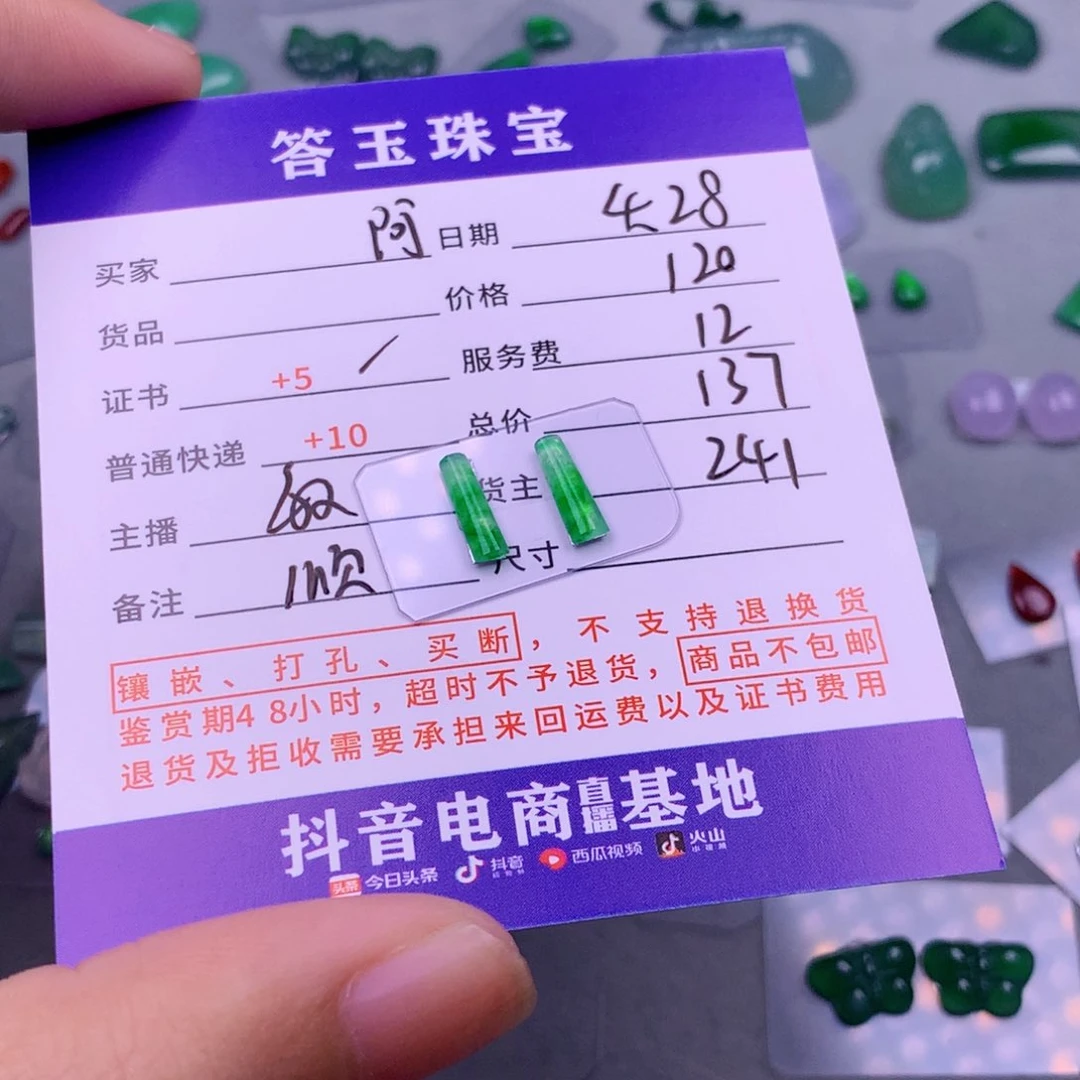 答玉珠宝
买家 阿 日期 4.28
货品 价格 120
证书 +5 / 服务费 12
普通快递 +10 总价 137
主播 货主 241
备注 顺 尺寸
镶嵌、打孔、买断，不支持退换货
鉴赏期48小时，超时不予退货，商品不包邮
退货及拒收需要承担来回运费以及证书费用
抖音电商直播基地
头条 今日头条 抖音 西瓜视频 火山